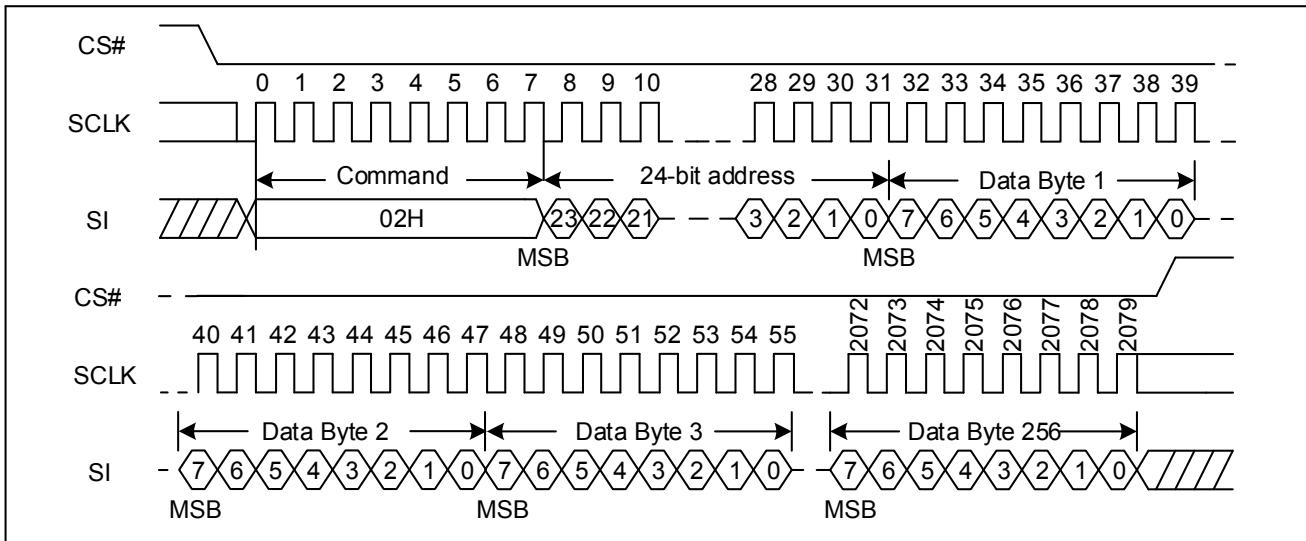 CS#
0 1 2 3 4 5 6 7 8 9 10 28 29 30 31 32 33 34 35 36 37 38 39
SCLK
Command 24-bit address Data Byte 1
SI 02H 23 22 21 3 2 1 0 7 6 5 4 3 2 1 0
MSB MSB
CS#
40 41 42 43 44 45 46 47 48 49 50 51 52 53 54 55 2072 2073 2074 2075 2076 2077 2078 2079
SCLK
Data Byte 2 Data Byte 3 Data Byte 256
SI 7 6 5 4 3 2 1 0 7 6 5 4 3 2 1 0 7 6 5 4 3 2 1 0
MSB MSB MSB